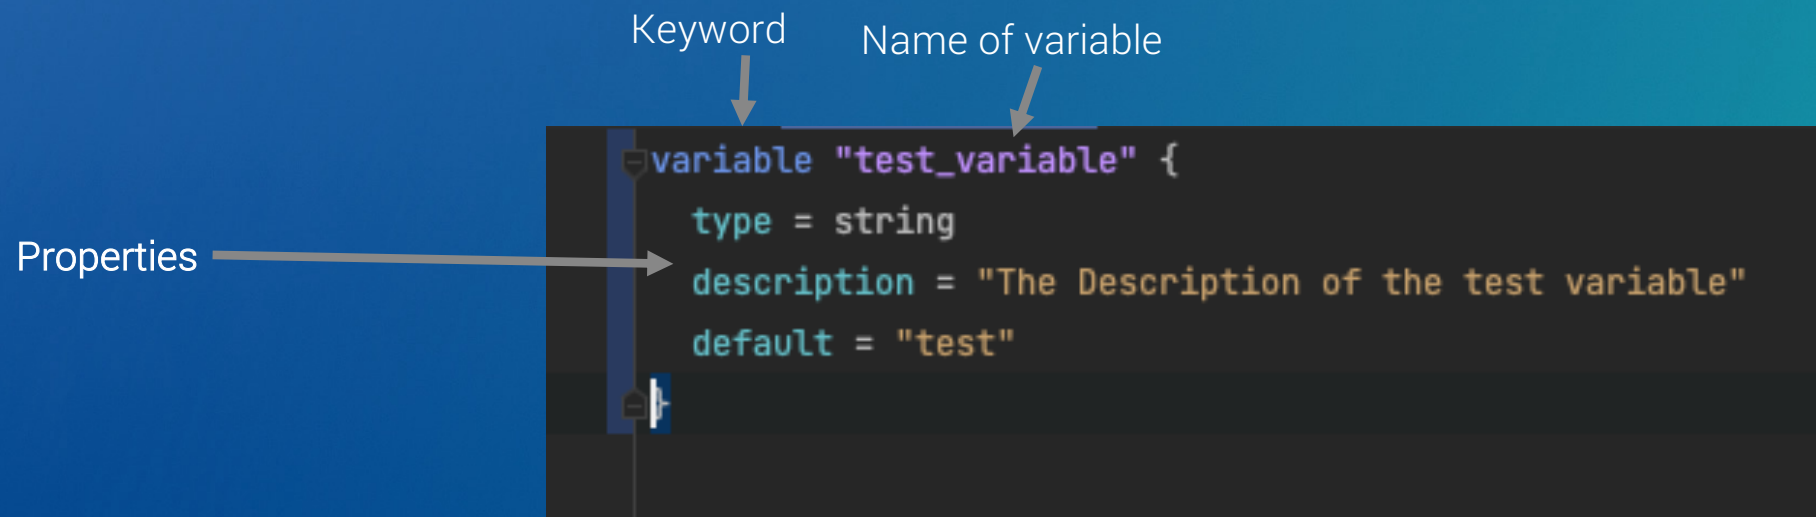 Keyword
Name of variable
variable "test_variable" {
type = string
Properties
description = "The Description of the test variable"
default = "test"
}